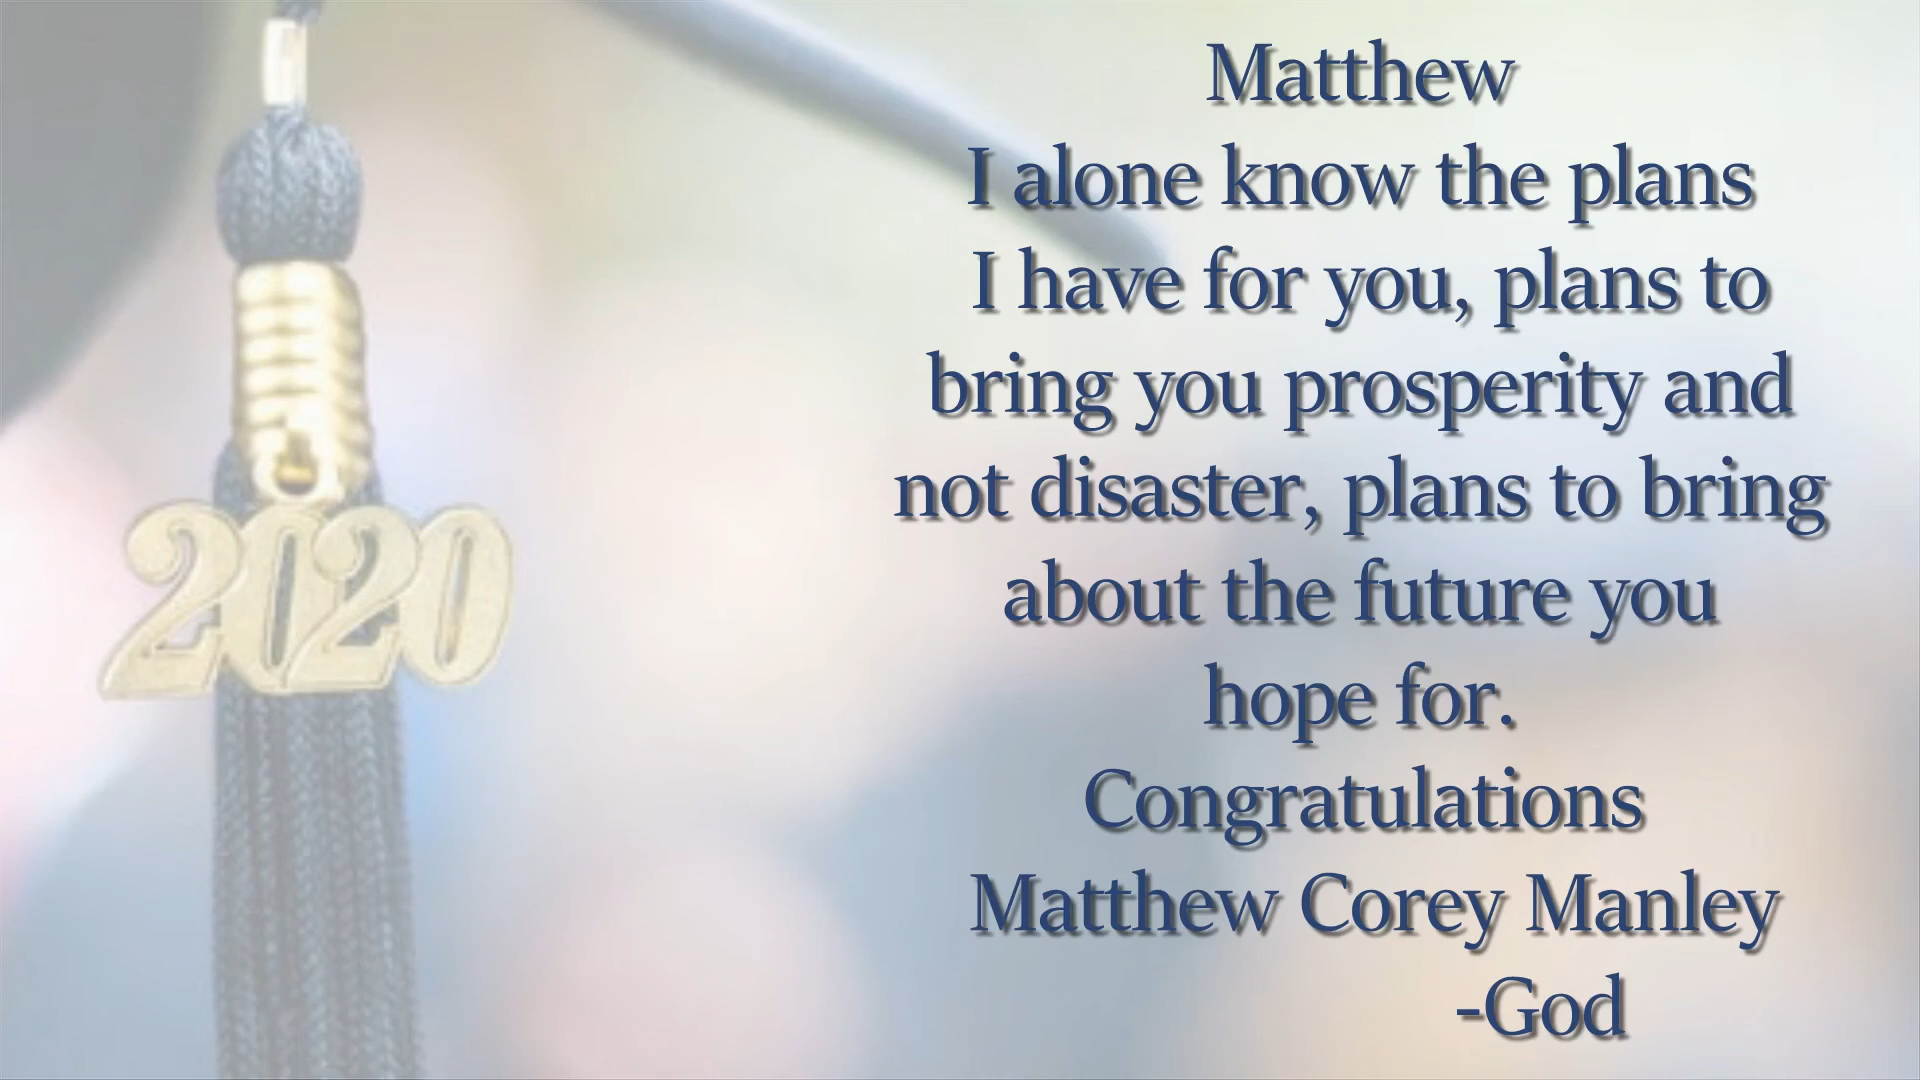 Matthew
I alone know the plans
I have for you, plans to
bring you prosperity and
not disaster, plans to bring
about the future you
hope for.
Congratulations
Matthew Corey Manley
-God
2020